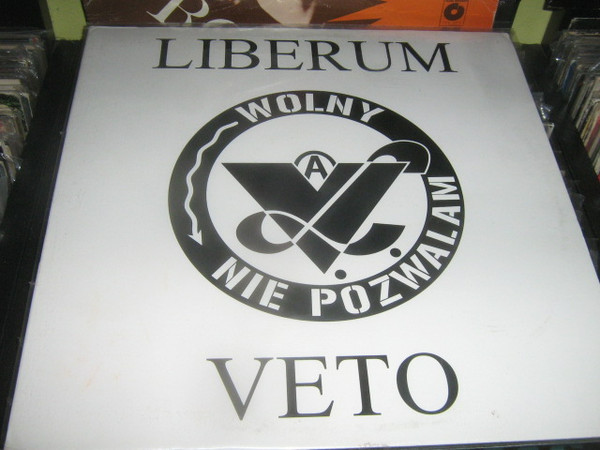 LIBERUM
WOLNY
A
V.L.
NIE POZWALAM
VETO